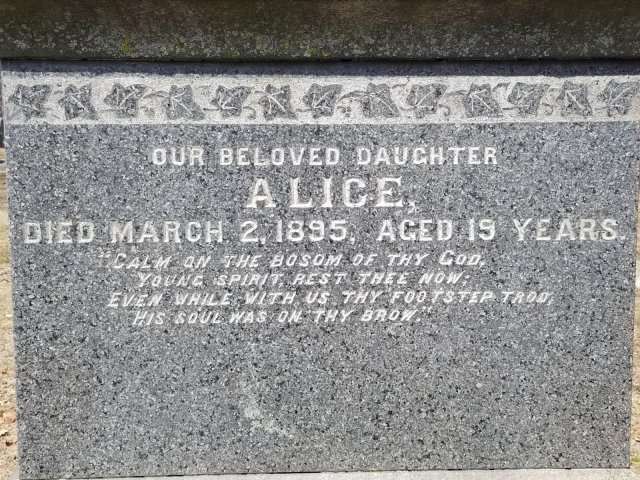 OUR BELOVED DAUGHTER
ALICE,
DIED MARCH 2, 1895, AGED 19 YEARS.
"CALM ON THE BOSOM OF THY GOD,
YOUNG SPIRIT, REST THEE NOW;
EVEN WHILE WITH US THY FOOTSTEP TROD,
HIS SOUL WAS ON THY BROW."